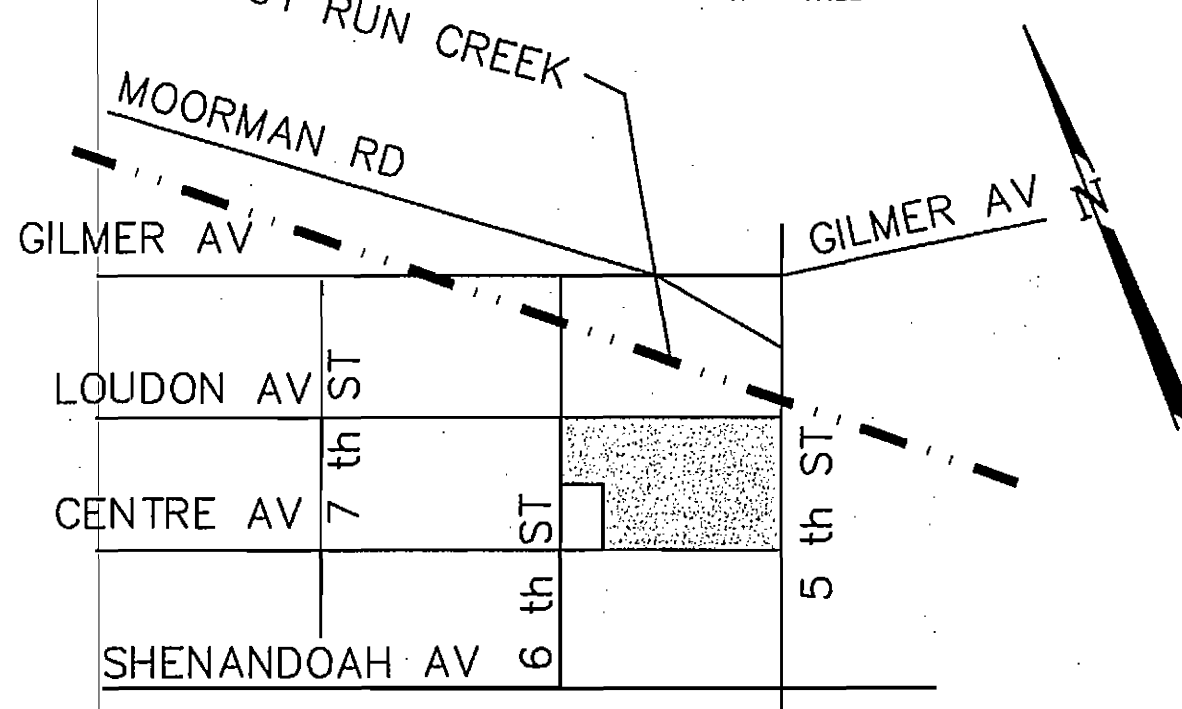 RUN CREEK
MOORMAN RD
GILMER AV
GILMER AV
N
LOUDON AV
7 th ST
CENTRE AV
6 th ST
5 th ST
SHENANDOAH AV